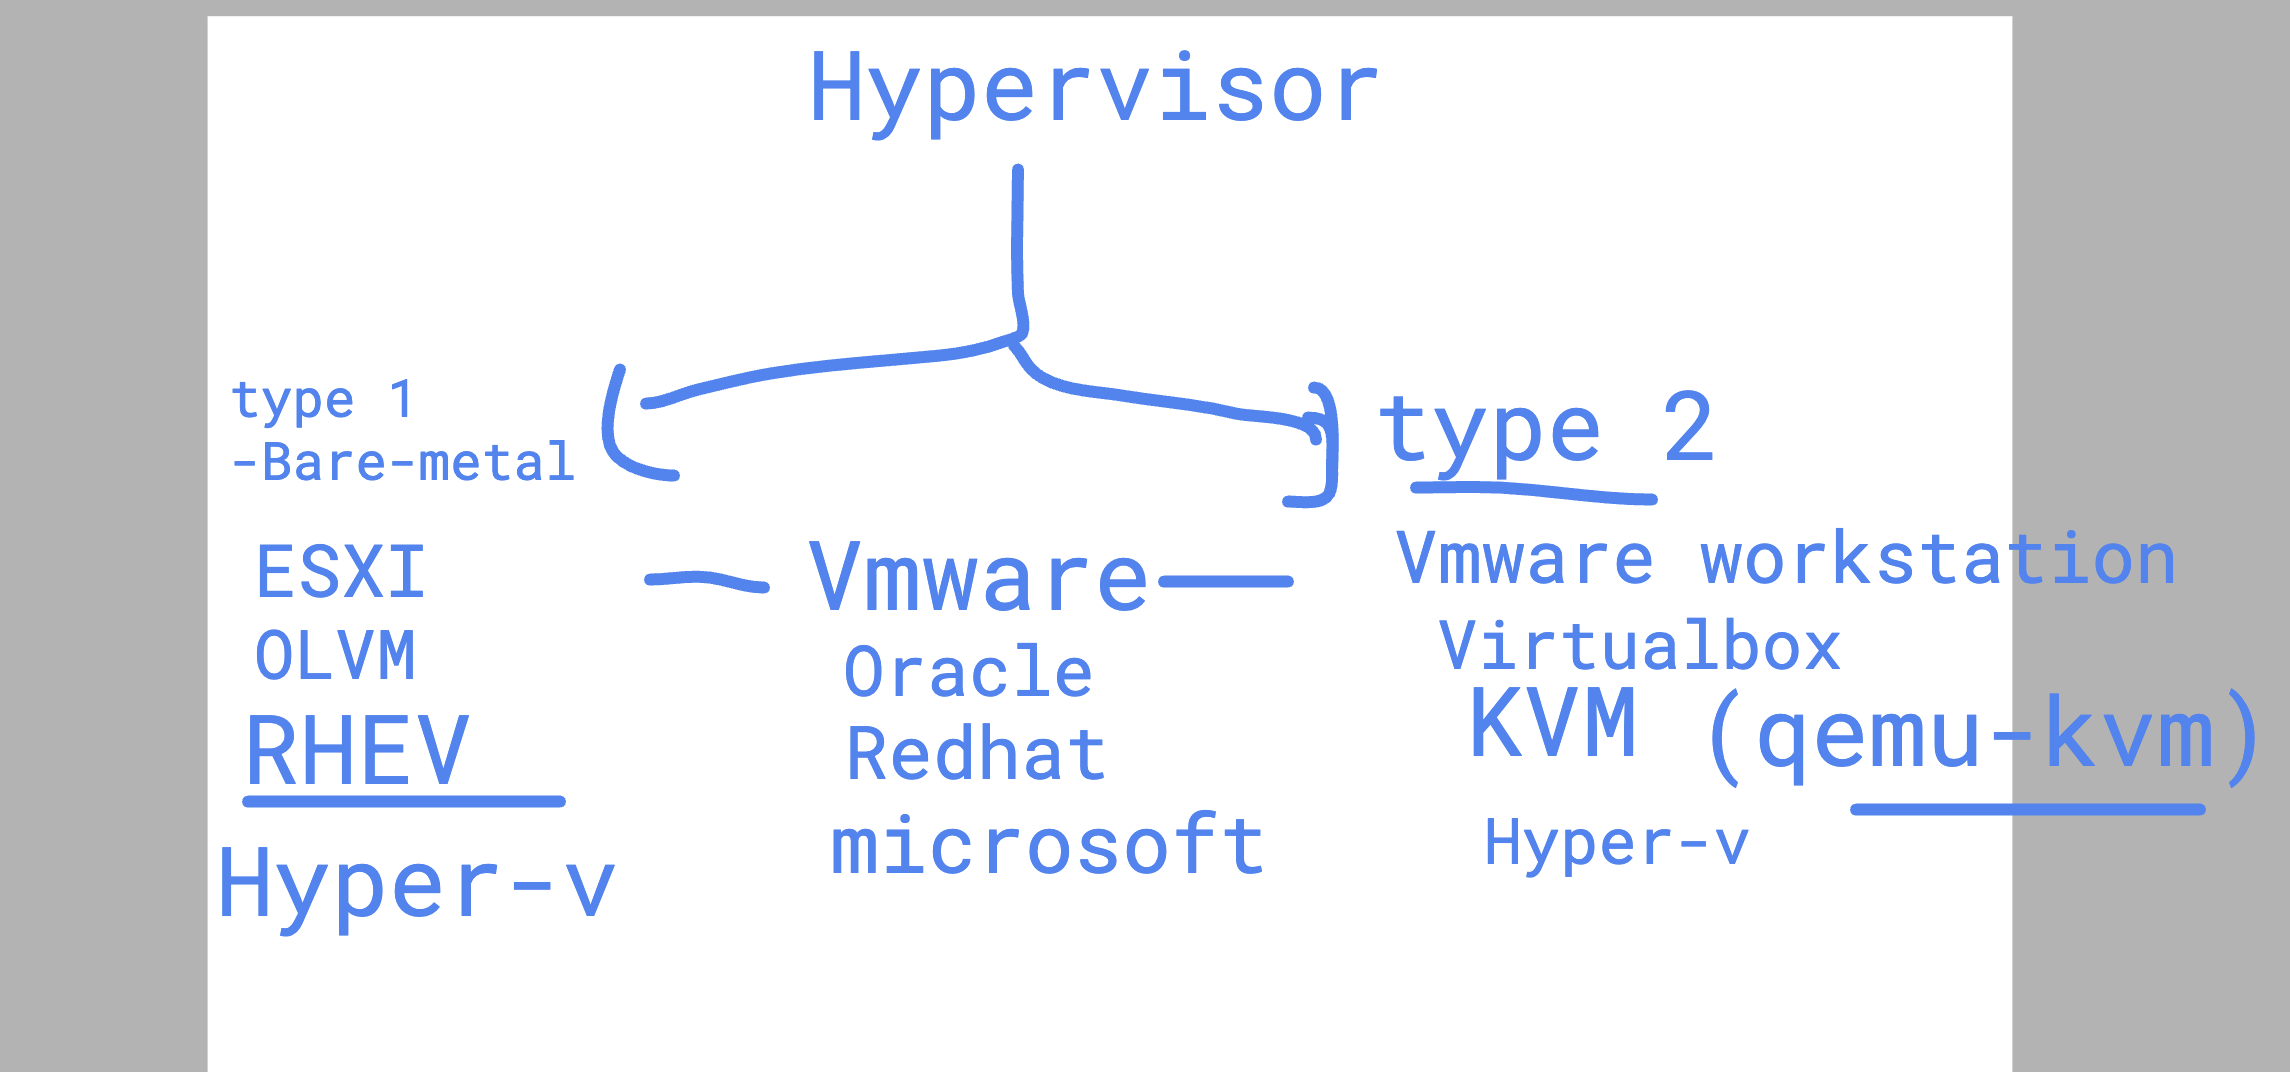 Hypervisor
type 1
-Bare-metal
type 2
ESXI
Vmware
Vmware workstation
OLVM
Oracle
Virtualbox
RHEV
Redhat
KVM (qemu-kvm)
Hyper-v
microsoft
Hyper-v